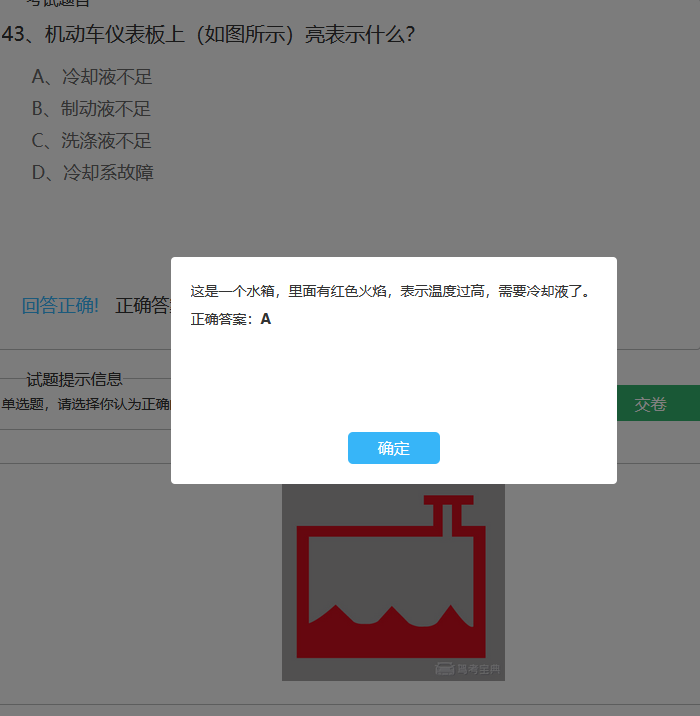 考试题目
43、机动车仪表板上（如图所示）亮表示什么？
A、冷却液不足
B、制动液不足
C、洗涤液不足
D、冷却系故障
这是一个水箱，里面有红色火焰，表示温度过高，需要冷却液了。
回答正确! 正确答
正确答案：A
试题提示信息
单选题，请选择你认为正确
交卷
确定
驾考宝典